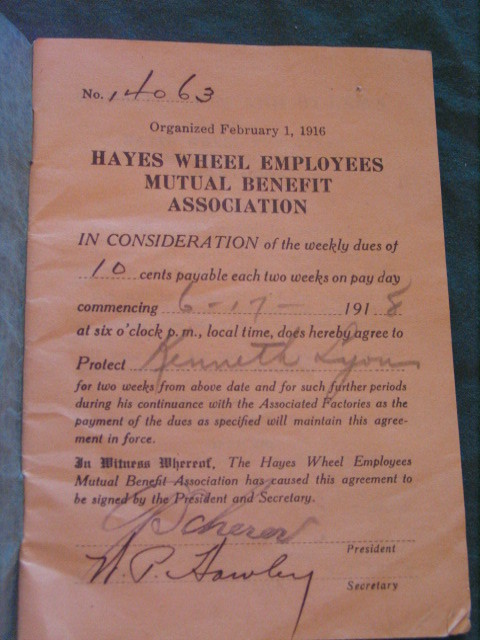 No. 14063
Organized February 1, 1916
HAYES WHEEL EMPLOYEES
MUTUAL BENEFIT
ASSOCIATION
IN CONSIDERATION of the weekly dues of
10 cents payable each two weeks on pay day
commencing 6-17- 1918
at six o'clock p.m., local time, does hereby agree to
Protect Kenneth Lyon
for two weeks from above date and for such further periods
during his continuance with the Associated Factories as the
payment of the dues as specified will maintain this agree-
ment in force.
In Witness Whereof, The Hayes Wheel Employees
Mutual Benefit Association has caused this agreement to
be signed by the President and Secretary.
Scherer
President
W. P. Hawley
Secretary